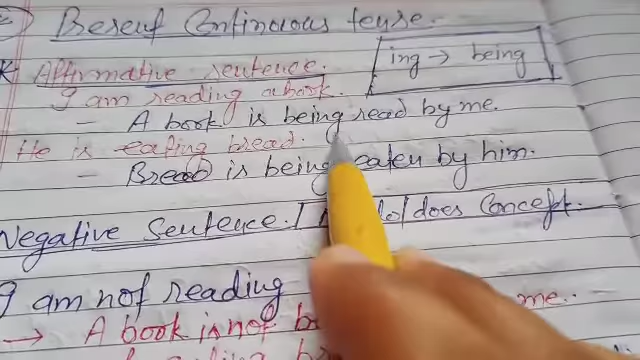 Present Continuous tense.
ing → being
Affirmative sentence.
I am reading a book.
- A book is being read by me.
He is eating bread.
- Bread is being eaten by him.
Negative Sentence. do/does Concept.
I am not reading
→ A book is not me.